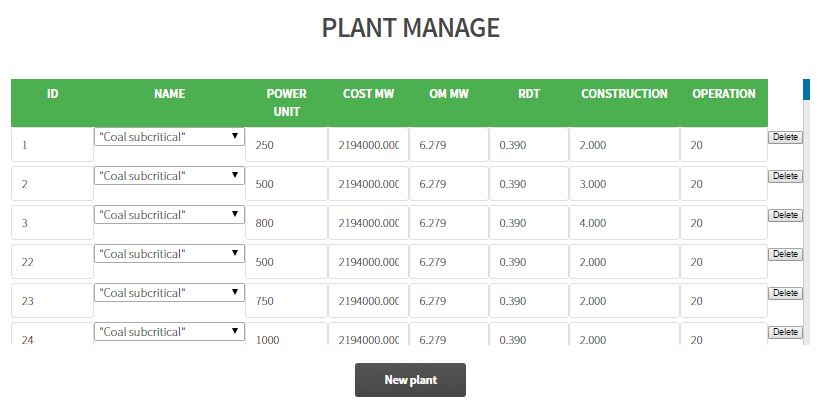 PLANT MANAGE
ID NAME POWER UNIT COST MW OM MW RDT CONSTRUCTION OPERATION
1 "Coal subcritical" 250 2194000.000 6.279 0.390 2.000 20 Delete
2 "Coal subcritical" 500 2194000.000 6.279 0.390 3.000 20 Delete
3 "Coal subcritical" 800 2194000.000 6.279 0.390 4.000 20 Delete
22 "Coal subcritical" 500 2194000.000 6.279 0.390 2.000 20 Delete
23 "Coal subcritical" 750 2194000.000 6.279 0.390 2.000 20 Delete
24 "Coal subcritical" 1000 2194000.000 6.279 0.390 2.000 20 Delete
New plant